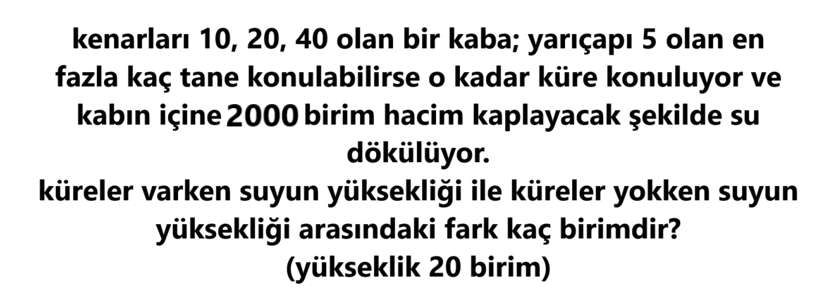 kenarları 10, 20, 40 olan bir kaba; yarıçapı 5 olan en
fazla kaç tane konulabilirse o kadar küre konuluyor ve
kabın içine 2000 birim hacim kaplayacak şekilde su
dökülüyor.
küreler varken suyun yüksekliği ile küreler yokken suyun
yüksekliği arasındaki fark kaç birimdir?
(yükseklik 20 birim)